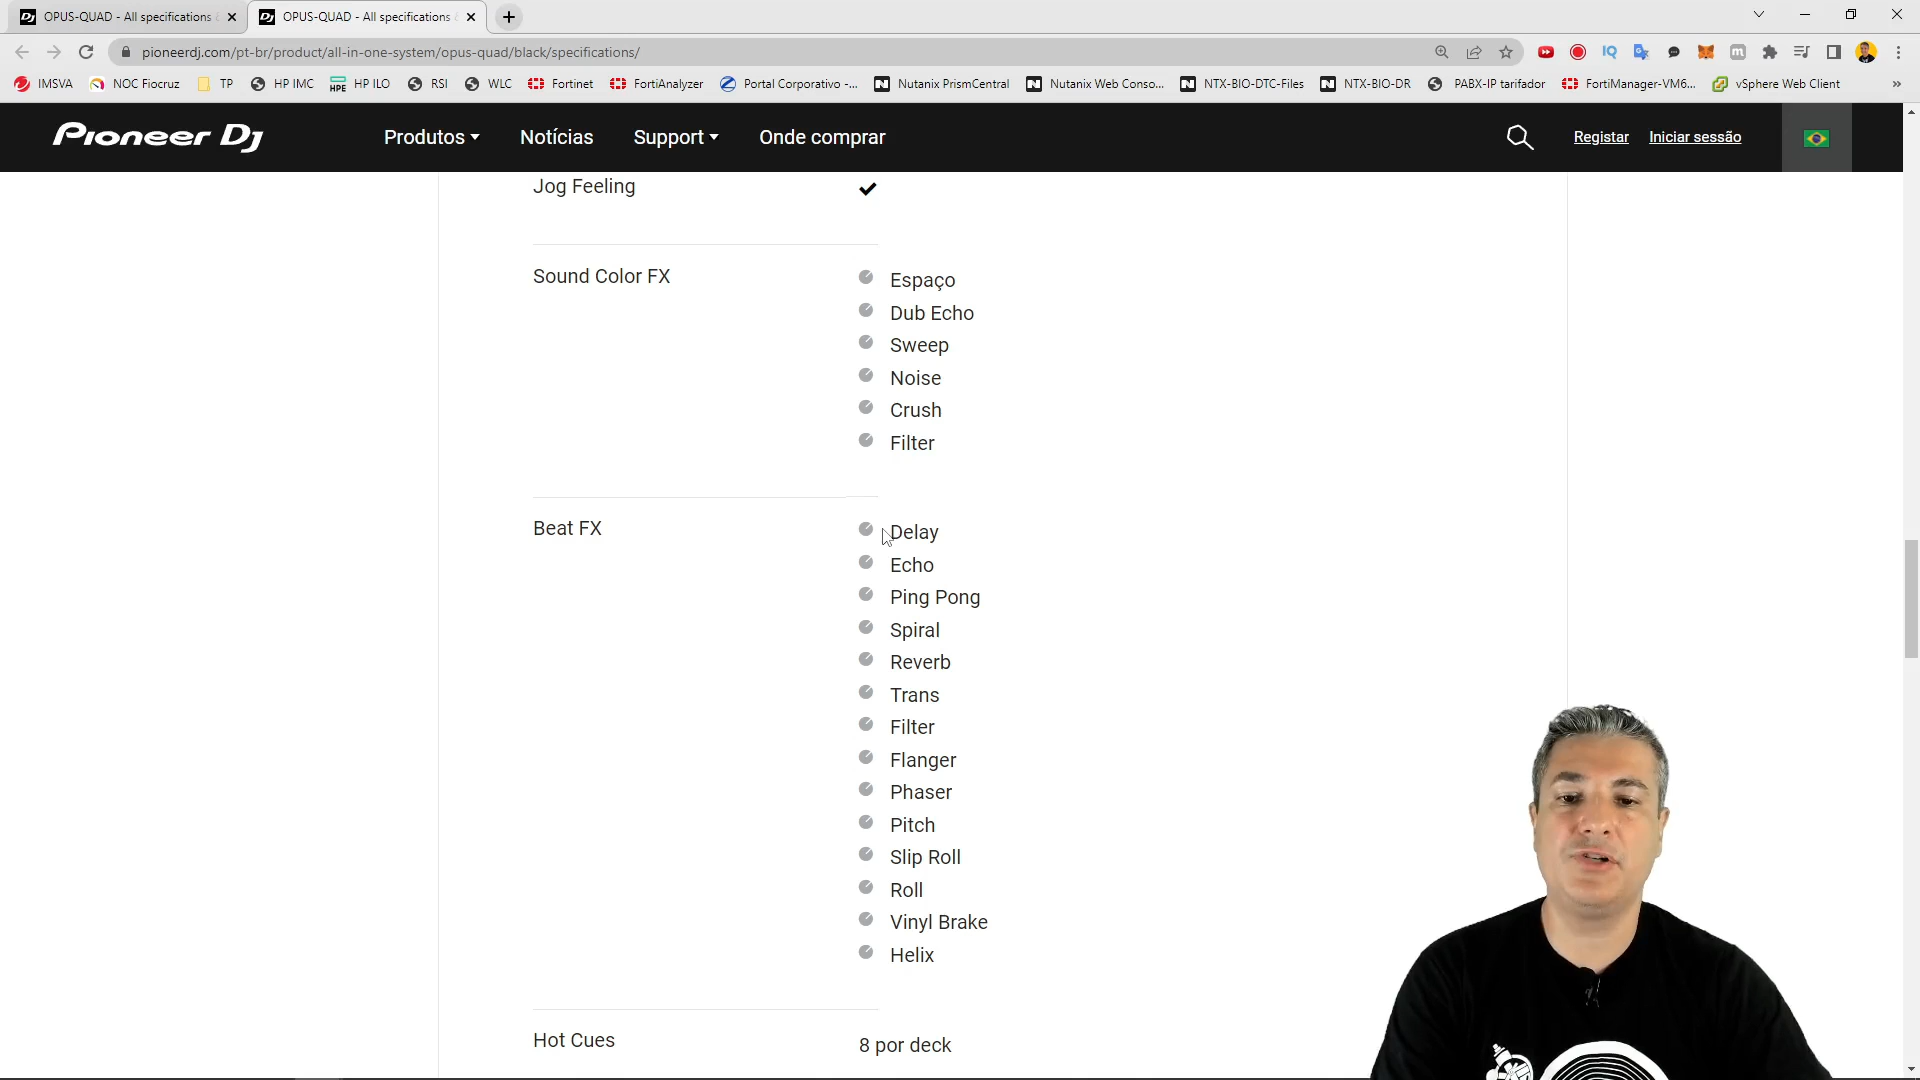 OPUS-QUAD - All specifications
OPUS-QUAD - All specifications
pioneerdj.com/pt-br/product/all-in-one-system/opus-quad/black/specifications/
IMSVA NOC Fiocruz TP HP IMC HP ILO RSI WLC Fortinet FortiAnalyzer Portal Corporativo -... Nutanix PrismCentral Nutanix Web Conso... NTX-BIO-DTC-Files NTX-BIO-DR PABX-IP tarifador FortiManager-VM6... vSphere Web Client »
Pioneer Dj Produtos Notícias Support Onde comprar Registar Iniciar sessão
Jog Feeling
Sound Color FX
Espaço
Dub Echo
Sweep
Noise
Crush
Filter
Beat FX
Delay
Echo
Ping Pong
Spiral
Reverb
Trans
Filter
Flanger
Phaser
Pitch
Slip Roll
Roll
Vinyl Brake
Helix
Hot Cues
8 por deck